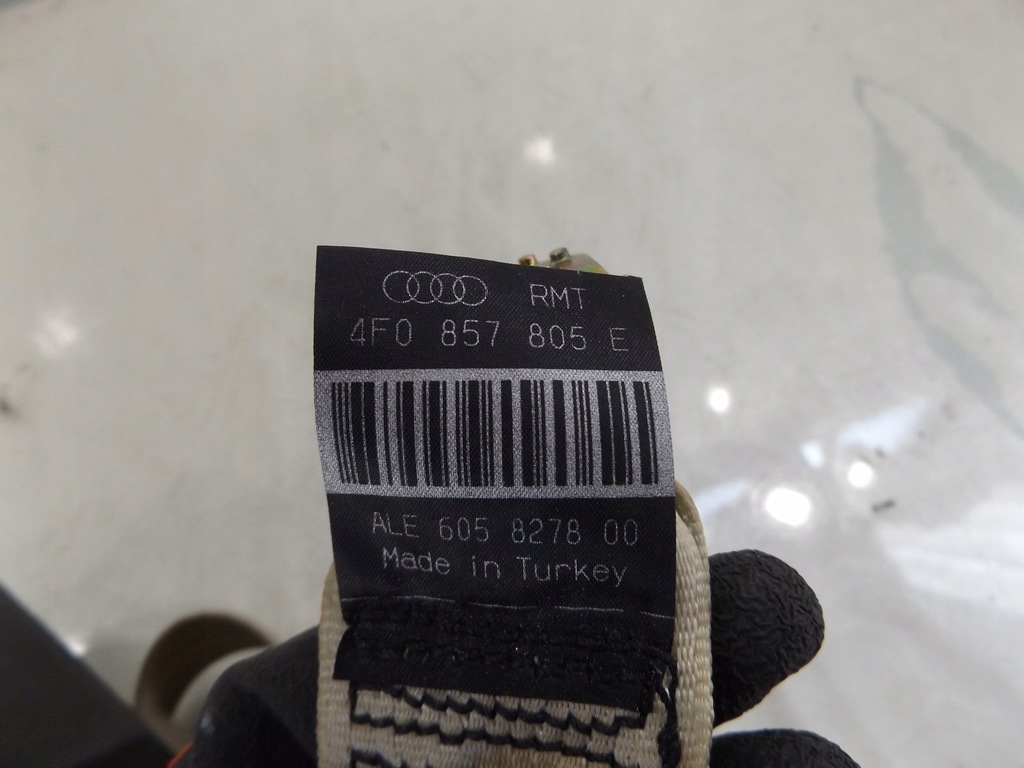 RMT
4F0 857 805 E
ALE 605 8278 00
Made in Turkey